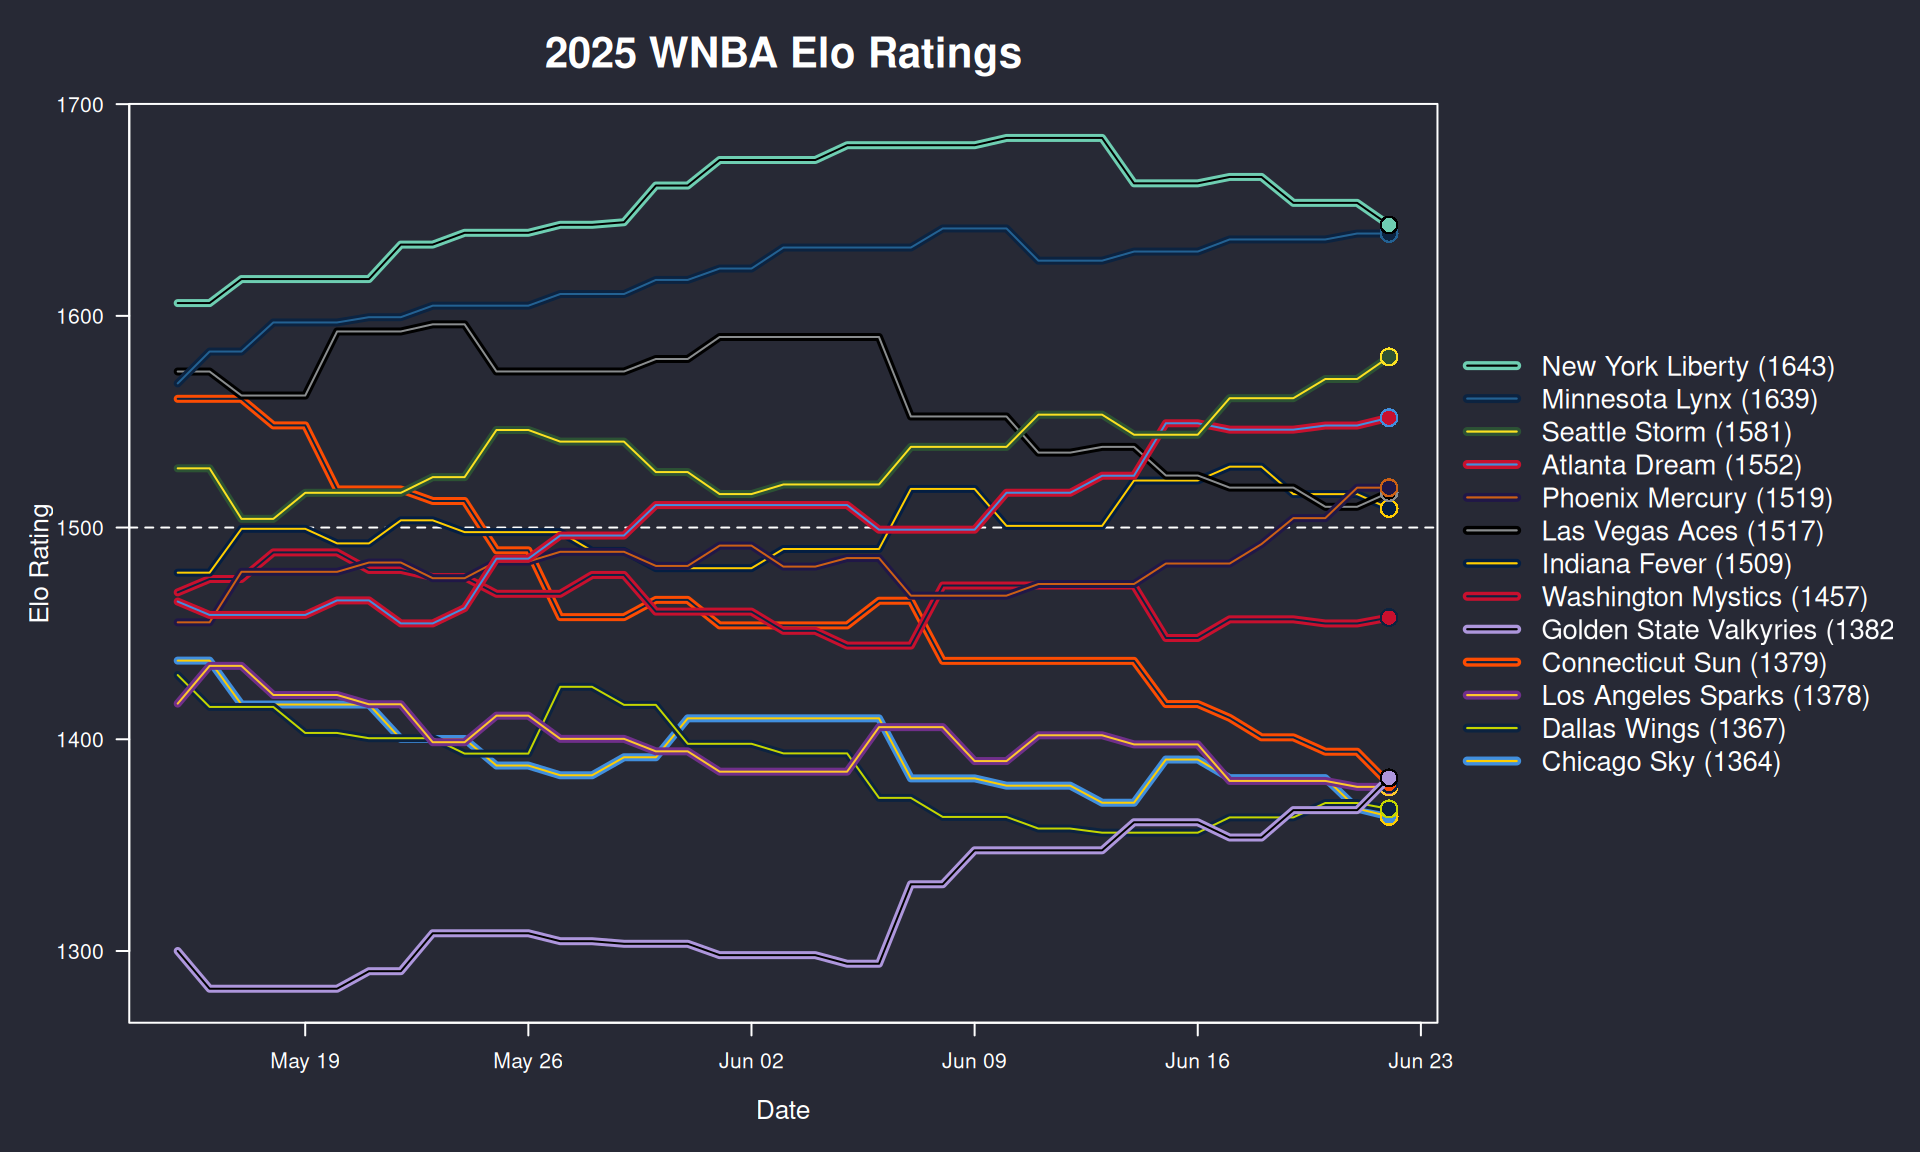 2025 WNBA Elo Ratings
1700
1600
1500
1400
1300
Elo Rating
May 19
May 26
Jun 02
Jun 09
Jun 16
Jun 23
Date
New York Liberty (1643)
Minnesota Lynx (1639)
Seattle Storm (1581)
Atlanta Dream (1552)
Phoenix Mercury (1519)
Las Vegas Aces (1517)
Indiana Fever (1509)
Washington Mystics (1457)
Golden State Valkyries (1382
Connecticut Sun (1379)
Los Angeles Sparks (1378)
Dallas Wings (1367)
Chicago Sky (1364)